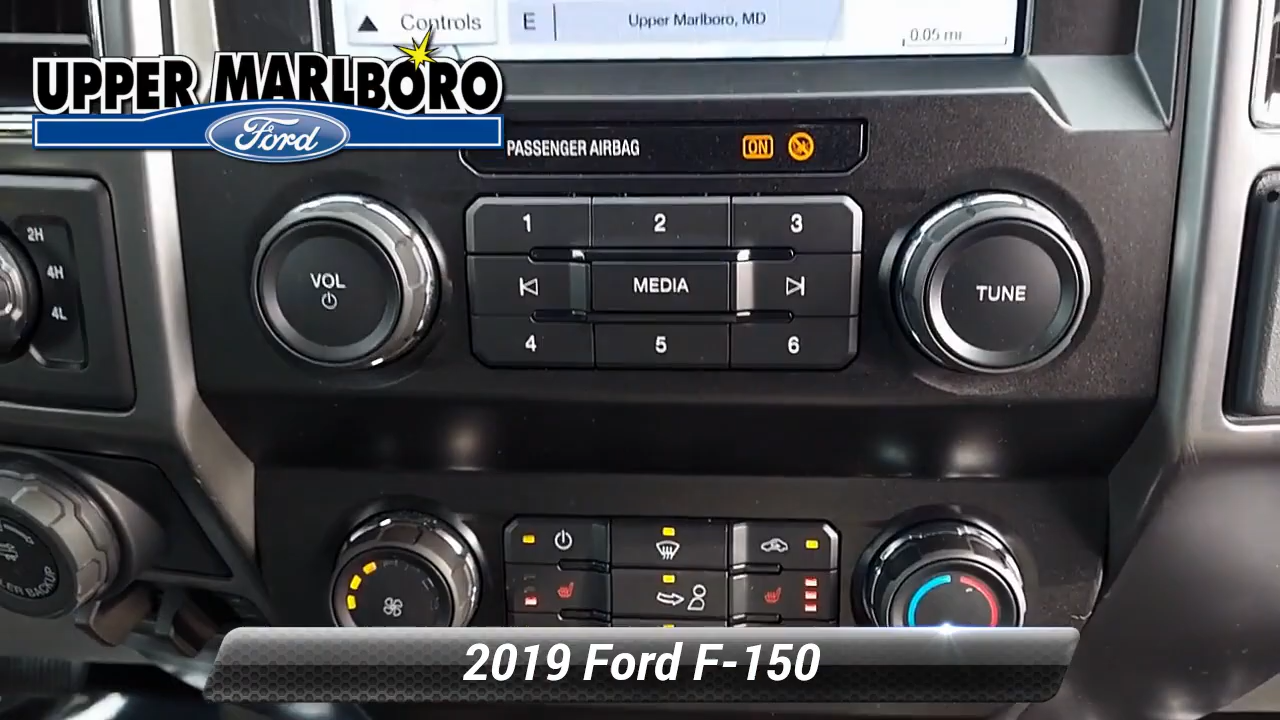 Controls
E
Upper Marlboro, MD
0.05 mi
UPPER MARLBORO
Ford
PASSENGER AIRBAG
ON
2H
4H
4L
VOL
1
2
3
MEDIA
4
5
6
TUNE
BACKUP
2019 Ford F-150